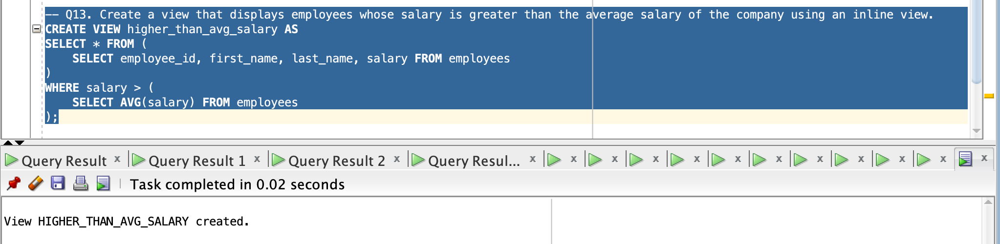 -- Q13. Create a view that displays employees whose salary is greater than the average salary of the company using an inline view.
CREATE VIEW higher_than_avg_salary AS
SELECT * FROM (
    SELECT employee_id, first_name, last_name, salary FROM employees
)
WHERE salary > (
    SELECT AVG(salary) FROM employees
);
Query Result x Query Result 1 x Query Result 2 x Query Resul... x x x x x x x x x x x x
Task completed in 0.02 seconds
View HIGHER_THAN_AVG_SALARY created.